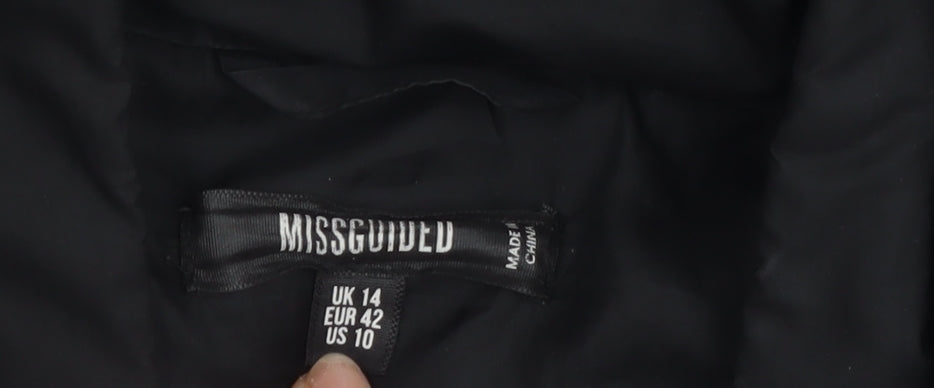 MISSGUIDED
MADE IN
CHINA
UK 14
EUR 42
US 10